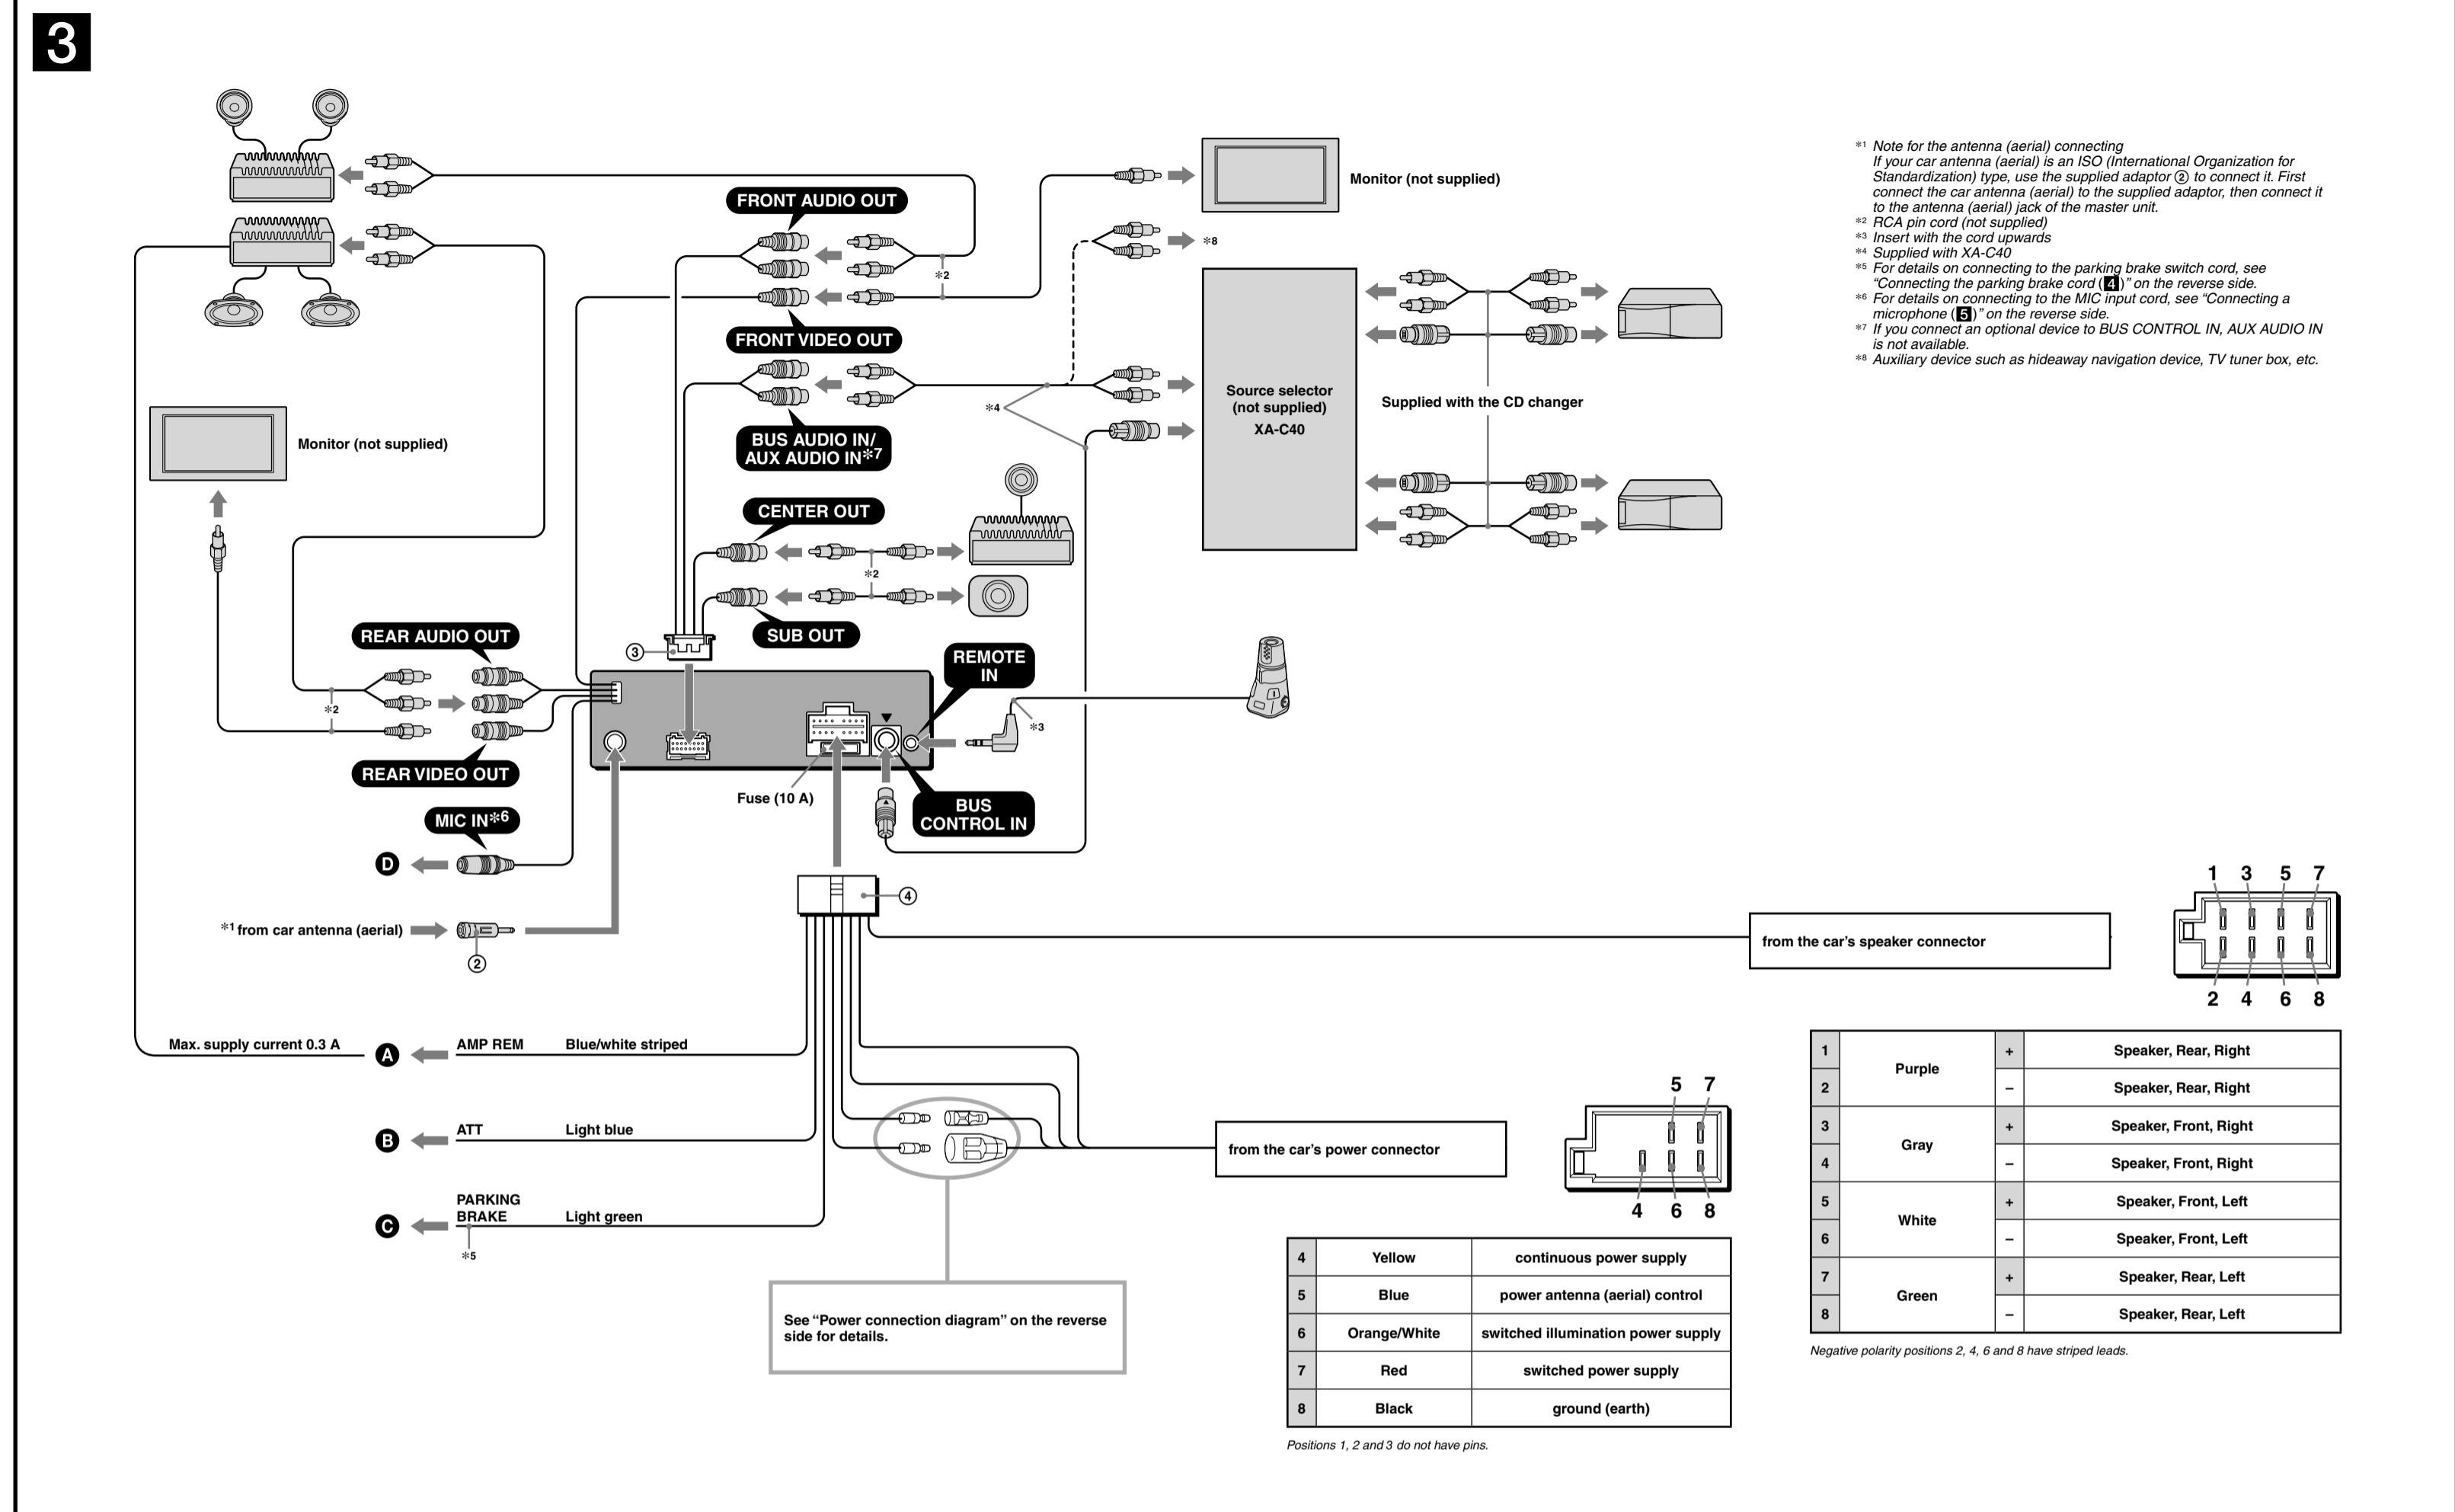 3
FRONT AUDIO OUT
Monitor (not supplied)
*8
*2
FRONT VIDEO OUT
*1 Note for the antenna (aerial) connecting
If your car antenna (aerial) is an ISO (International Organization for
Standardization) type, use the supplied adaptor ② to connect it. First
connect the car antenna (aerial) to the supplied adaptor, then connect it
to the antenna (aerial) jack of the master unit.
*2 RCA pin cord (not supplied)
*3 Insert with the cord upwards
*4 Supplied with XA-C40
*5 For details on connecting to the parking brake switch cord, see
“Connecting the parking brake cord (4)” on the reverse side.
*6 For details on connecting to the MIC input cord, see “Connecting a
microphone (5)” on the reverse side.
*7 If you connect an optional device to BUS CONTROL IN, AUX AUDIO IN
is not available.
*8 Auxiliary device such as hideaway navigation device, TV tuner box, etc.
Source selector
(not supplied)
XA-C40
Supplied with the CD changer
*4
Monitor (not supplied)
BUS AUDIO IN/
AUX AUDIO IN*7
CENTER OUT
*2
SUB OUT
REAR AUDIO OUT
③
REMOTE
IN
*2
*3
REAR VIDEO OUT
Fuse (10 A)
BUS
CONTROL IN
MIC IN*6
D
④
*1 from car antenna (aerial)
②
from the car’s speaker connector
1 3 5 7
2 4 6 8
Max. supply current 0.3 A
A
AMP REM Blue/white striped
B
ATT Light blue
C
PARKING
BRAKE Light green
*5
from the car’s power connector
5 7
4 6 8
See “Power connection diagram” on the reverse
side for details.
4 Yellow continuous power supply
5 Blue power antenna (aerial) control
6 Orange/White switched illumination power supply
7 Red switched power supply
8 Black ground (earth)
Positions 1, 2 and 3 do not have pins.
1 Purple + Speaker, Rear, Right
2 – Speaker, Rear, Right
3 Gray + Speaker, Front, Right
4 – Speaker, Front, Right
5 White + Speaker, Front, Left
6 – Speaker, Front, Left
7 Green + Speaker, Rear, Left
8 – Speaker, Rear, Left
Negative polarity positions 2, 4, 6 and 8 have striped leads.